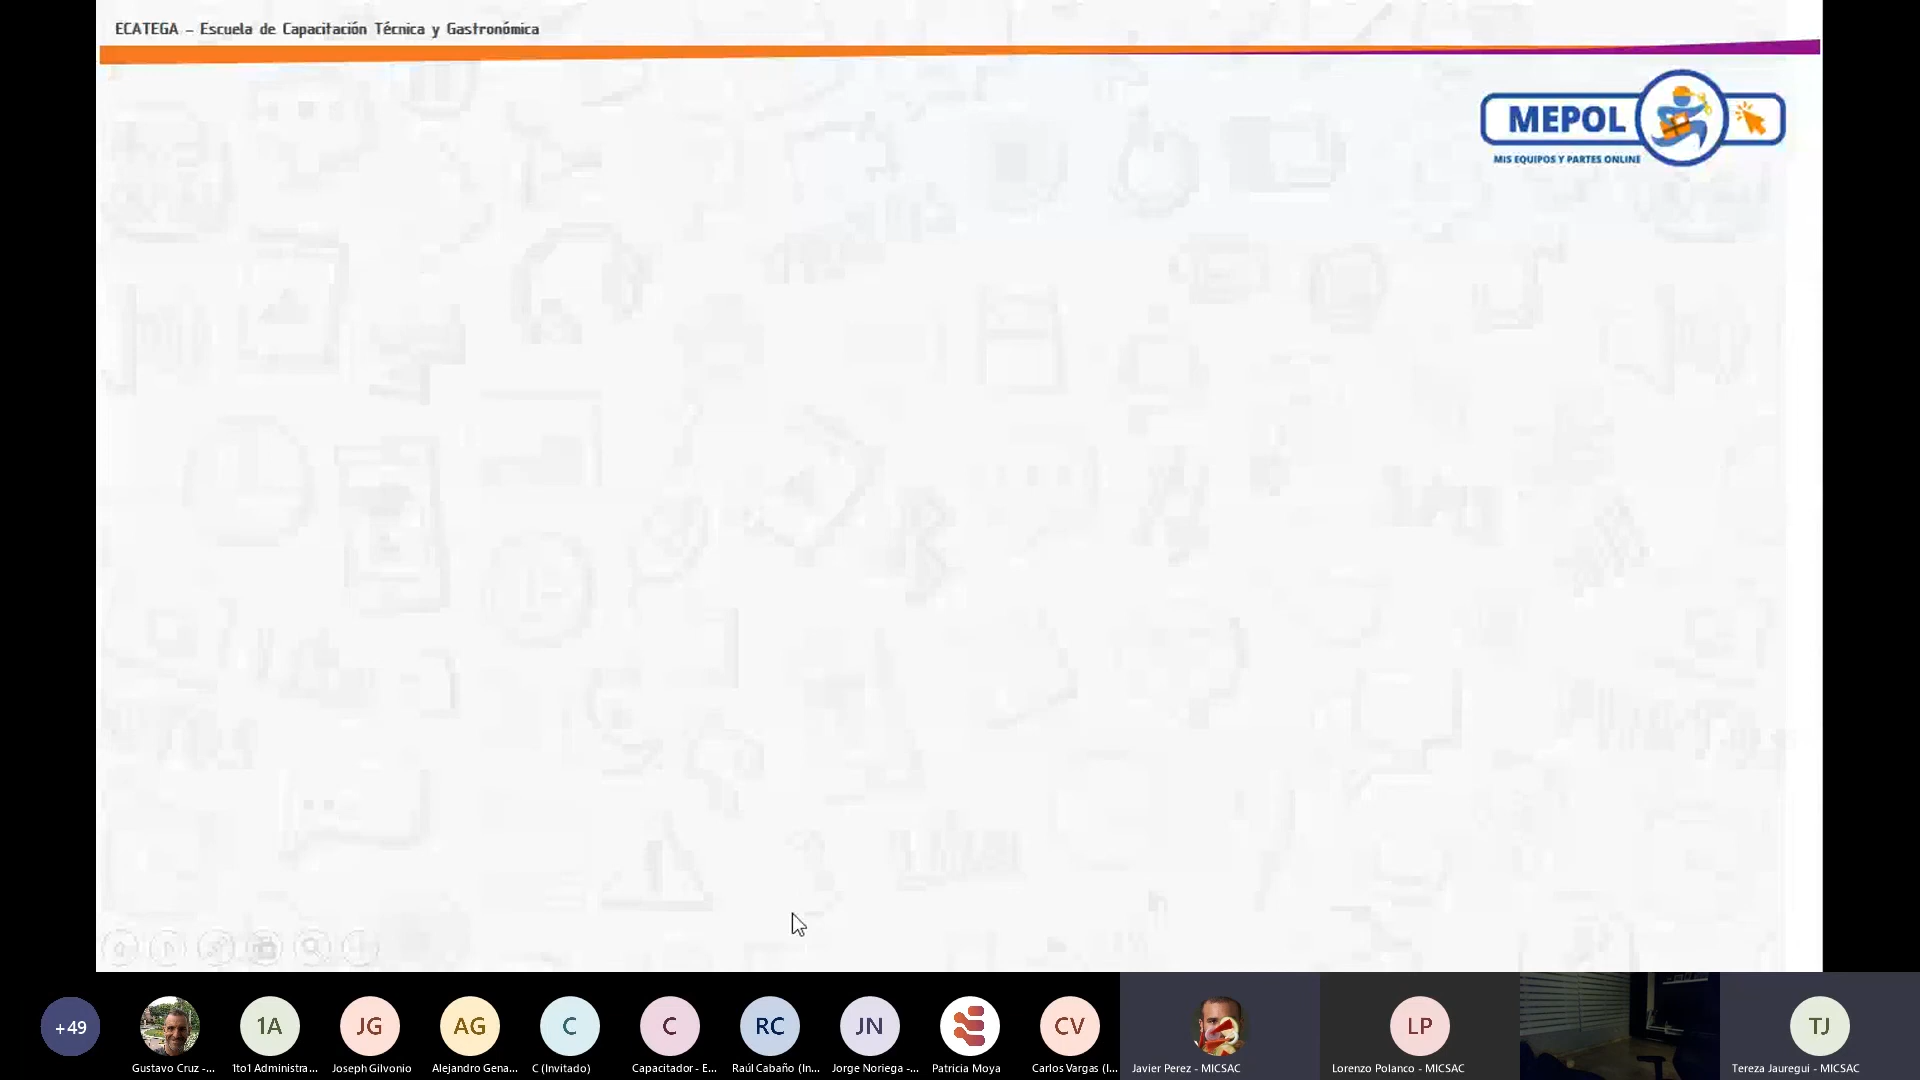 ECATEGA – Escuela de Capacitación Técnica y Gastronómica
MEPOL
MIS EQUIPOS Y PARTES ONLINE
+49
1A
JG
AG
C
C
RC
JN
CV
LP
TJ
Gustavo Cruz -...
1to1 Administra...
Joseph Gilvonio
Alejandro Gena...
C (Invitado)
Capacitador - E...
Raúl Cabaño (In...
Jorge Noriega -...
Patricia Moya
Carlos Vargas (I...
Javier Perez - MICSAC
Lorenzo Polanco - MICSAC
Tereza Jauregui - MICSAC